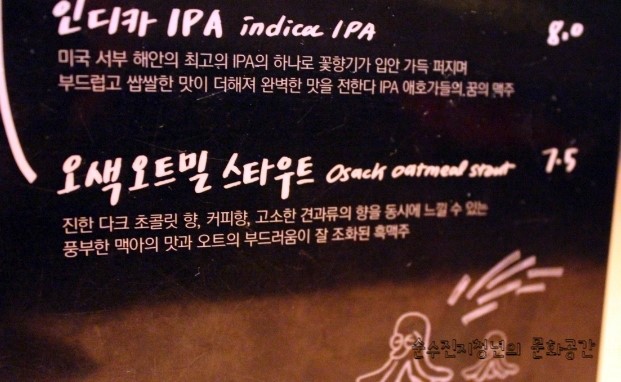 인디카 IPA indica IPA 8.0
미국 서부 해안의 최고의 IPA의 하나로 꽃향기가 입안 가득 퍼지며
부드럽고 쌉쌀한 맛이 더해져 완벽한 맛을 전한다 IPA 애호가들의 꿈의 맥주
오색오트밀 스타우트 Osack oatmeal stout 7.5
진한 다크 초콜릿 향, 커피향, 고소한 견과류의 향을 동시에 느낄 수 있는
풍부한 맥아의 맛과 오트의 부드러움이 잘 조화된 흑맥주
문화공간